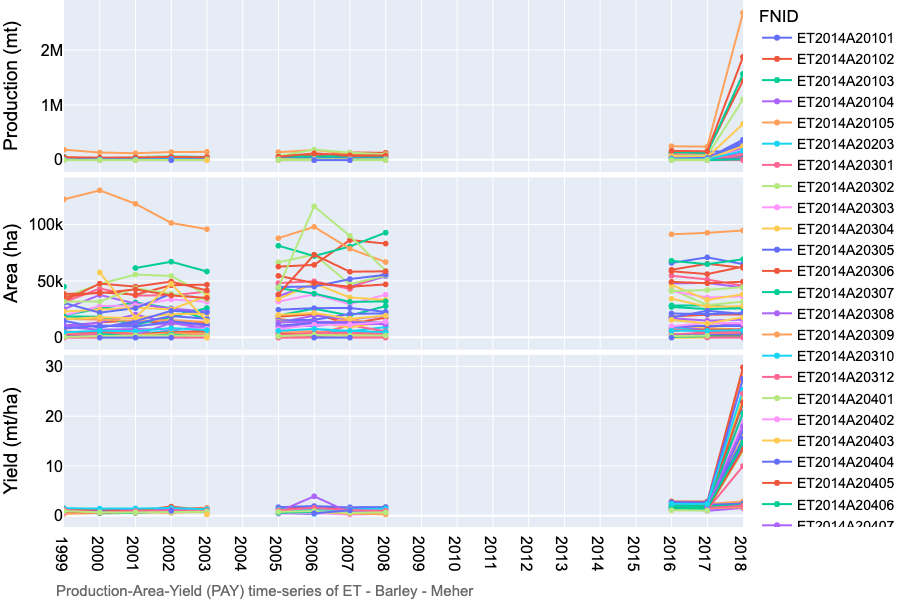 FNID
ET2014A20101
ET2014A20102
ET2014A20103
ET2014A20104
ET2014A20105
ET2014A20203
ET2014A20301
ET2014A20302
ET2014A20303
ET2014A20304
ET2014A20305
ET2014A20306
ET2014A20307
ET2014A20308
ET2014A20309
ET2014A20310
ET2014A20312
ET2014A20401
ET2014A20402
ET2014A20403
ET2014A20404
ET2014A20405
ET2014A20406
ET2014A20407
Production (mt)
2M
1M
0
Area (ha)
100k
50k
0
Yield (mt/ha)
30
20
10
0
1999 2000 2001 2002 2003 2004 2005 2006 2007 2008 2009 2010 2011 2012 2013 2014 2015 2016 2017 2018
Production-Area-Yield (PAY) time-series of ET - Barley - Meher